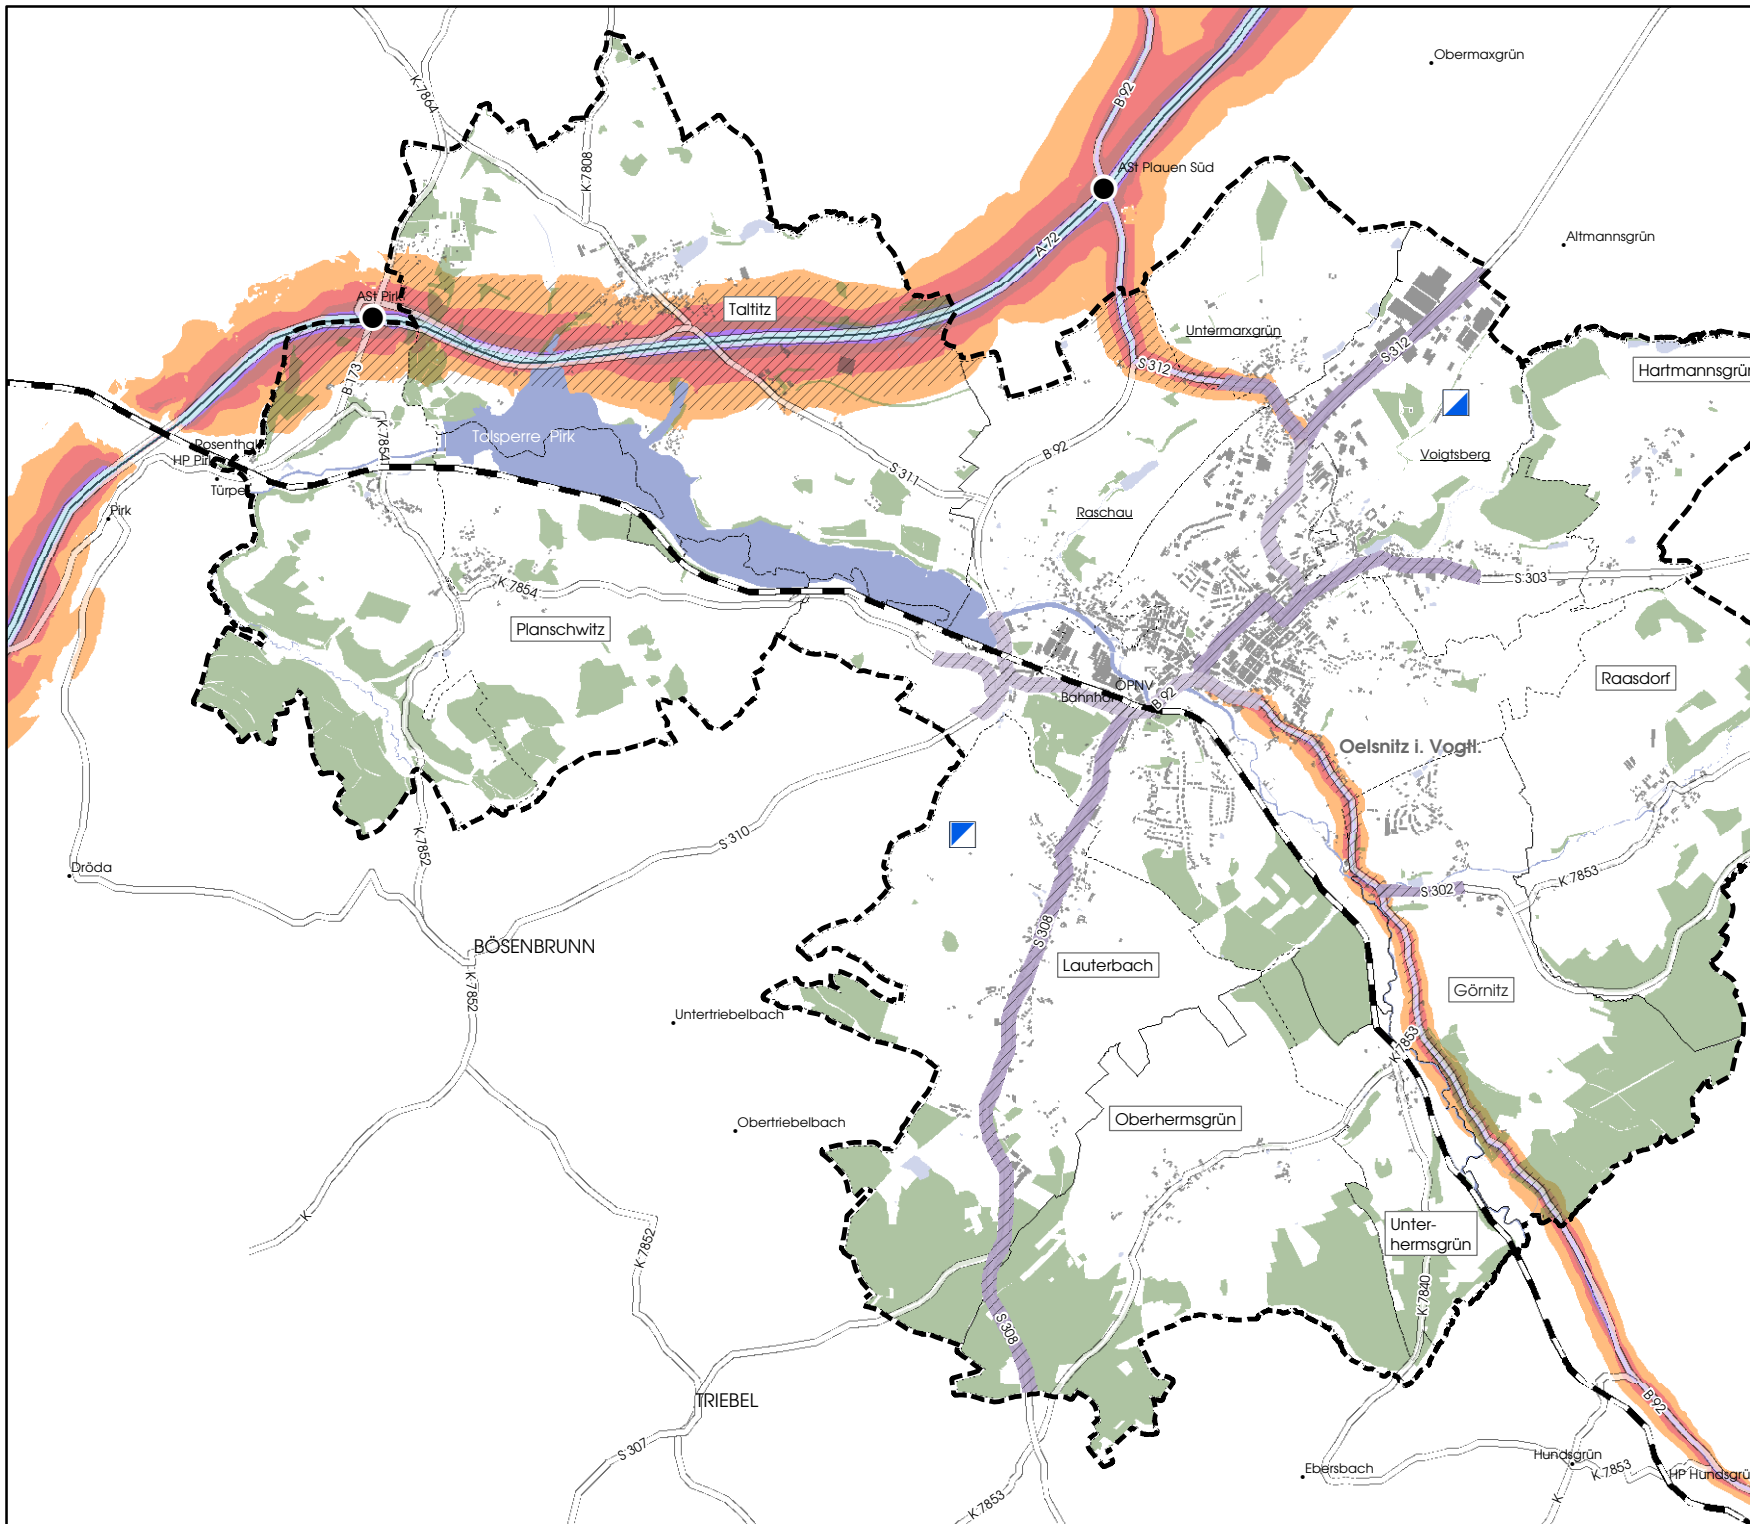 Obermaxgrün
K 7864
B 92
K 7808
ASt Plauen Süd
Altmannsgrün
A 72
ASt Pirk
Taltitz
Untermarxgrün
S 312
S 312
Hartmannsgrün
B 173
K 7854
Talsperre Pirk
Rosenthal
HP Pirk
Türpe
Pirk
B 92
S 311
Voigtsberg
Raschau
K 7854
S 303
Planschwitz
Raasdorf
ÖPNV
Bahnhof
B 92
Oelsnitz i. Vogtl.
S 310
K 7852
Dröda
K 7853
S 302
S 308
BÖSENBRUNN
Lauterbach
Görnitz
K 7852
Untertriebelbach
K 7853
Obertriebelbach
Oberhermsgrün
K
K 7852
Unter-
hermsgrün
K 7840
S 308
TRIEBEL
B 92
S 307
Ebersbach
Hundsgrün
K 7853
HP Hundsgrü
K 7853
K